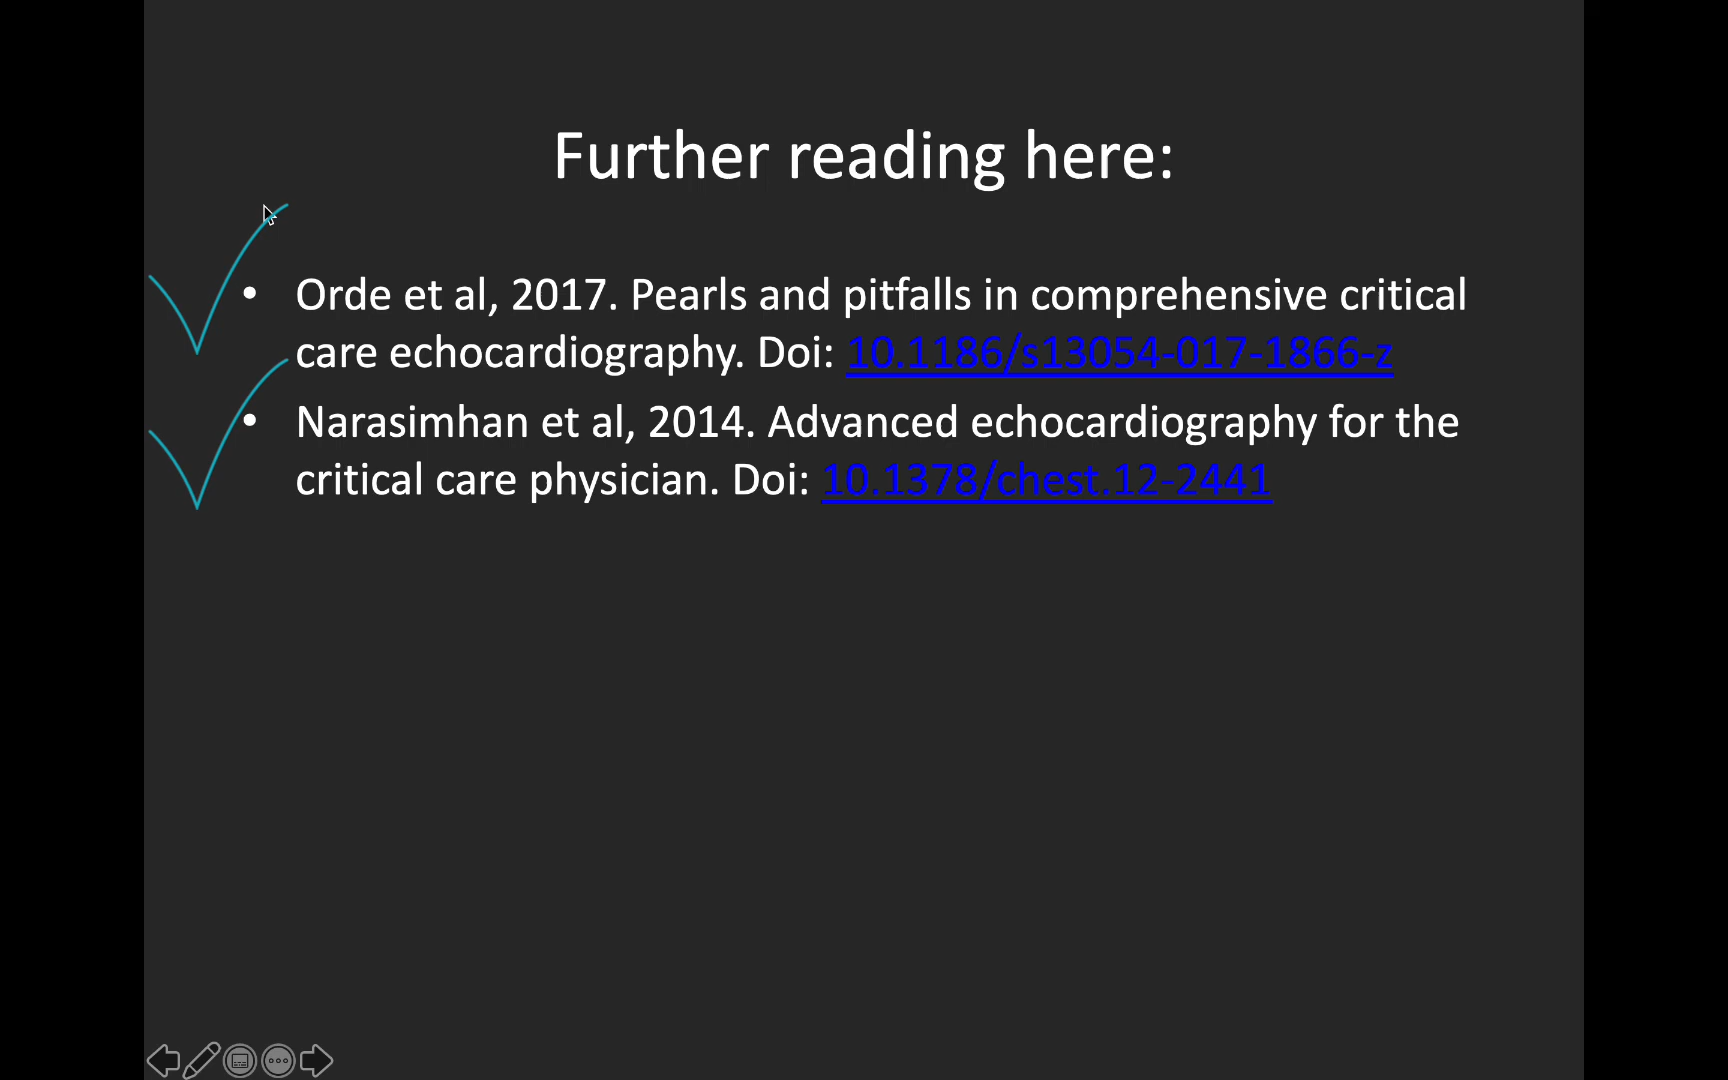 Further reading here:
• Orde et al, 2017. Pearls and pitfalls in comprehensive critical
care echocardiography. Doi: 10.1186/s13054-017-1866-z
• Narasimhan et al, 2014. Advanced echocardiography for the
critical care physician. Doi: 10.1378/chest.12-2441